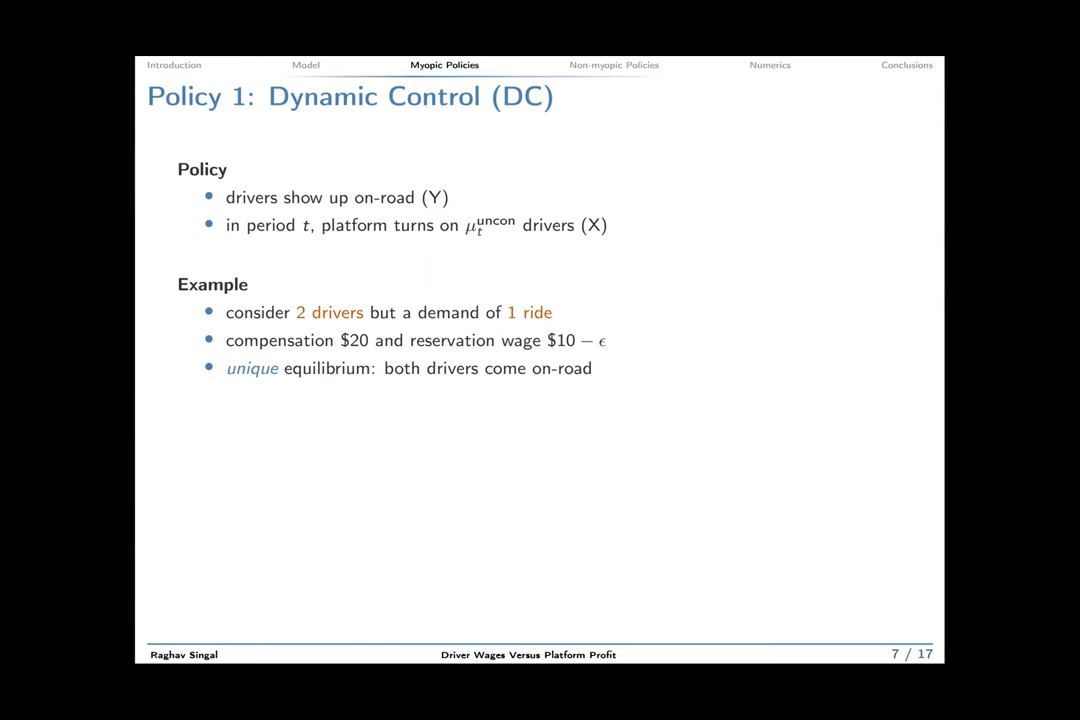 Introduction Model Myopic Policies Non-myopic Policies Numerics Conclusions
Policy 1: Dynamic Control (DC)
Policy
• drivers show up on-road (Y)
• in period t, platform turns on μ_t^uncon drivers (X)
Example
• consider 2 drivers but a demand of 1 ride
• compensation $20 and reservation wage $10 − ϵ
• unique equilibrium: both drivers come on-road
Raghav Singal Driver Wages Versus Platform Profit 7 / 17